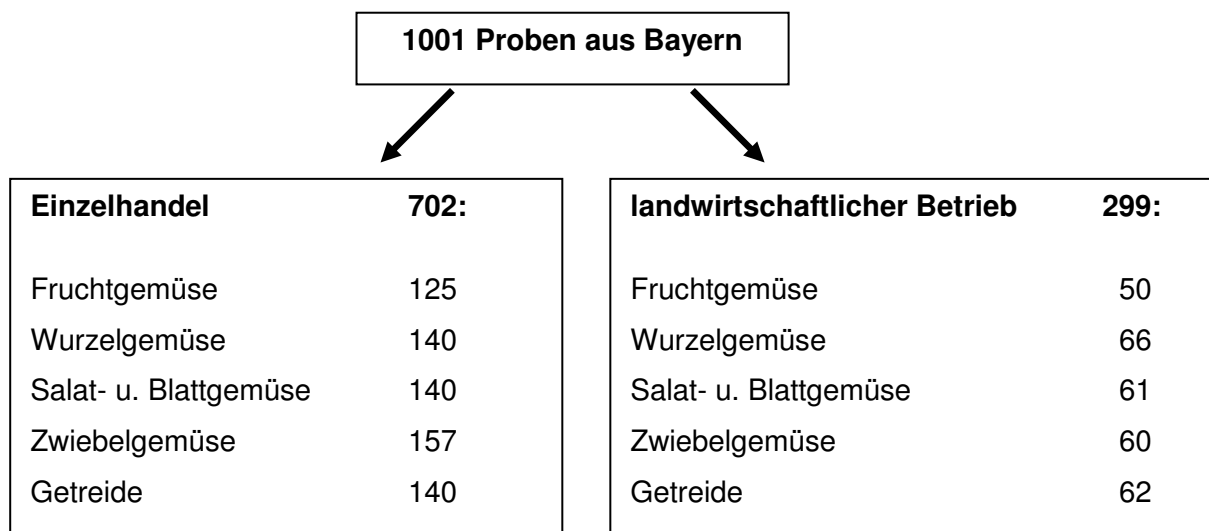 1001 Proben aus Bayern
Einzelhandel 702:
Fruchtgemüse 125
Wurzelgemüse 140
Salat- u. Blattgemüse 140
Zwiebelgemüse 157
Getreide 140
landwirtschaftlicher Betrieb 299:
Fruchtgemüse 50
Wurzelgemüse 66
Salat- u. Blattgemüse 61
Zwiebelgemüse 60
Getreide 62